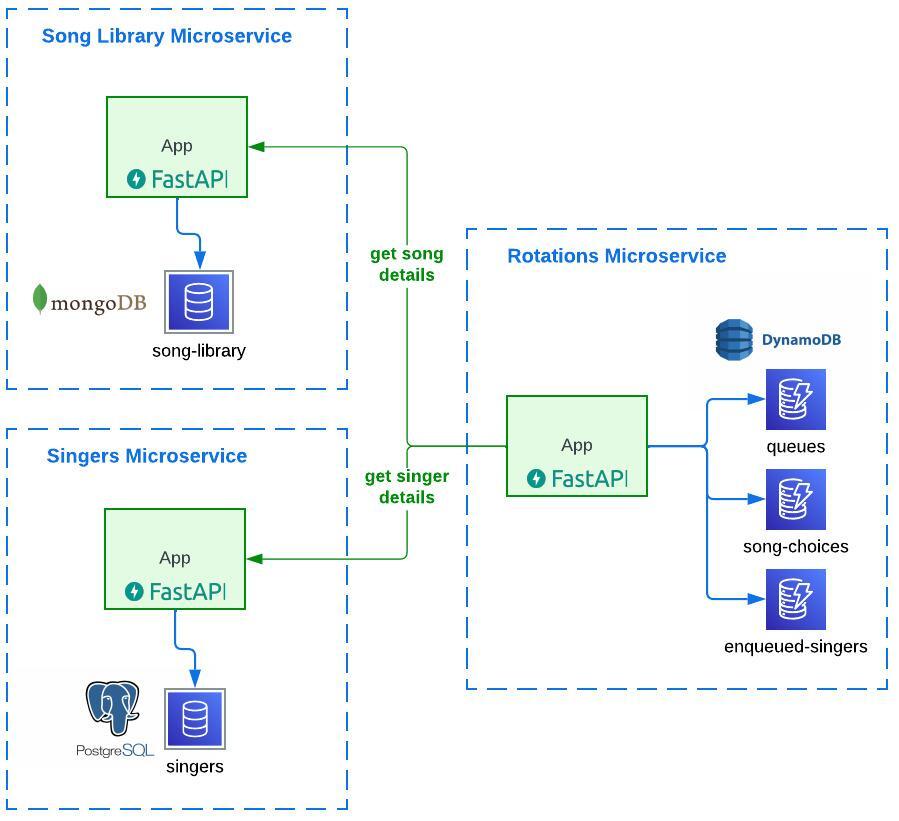 Song Library Microservice
App
FastAPI
mongoDB
song-library
get song
details
Rotations Microservice
DynamoDB
App
FastAPI
queues
song-choices
enqueued-singers
get singer
details
Singers Microservice
App
FastAPI
PostgreSQL
singers